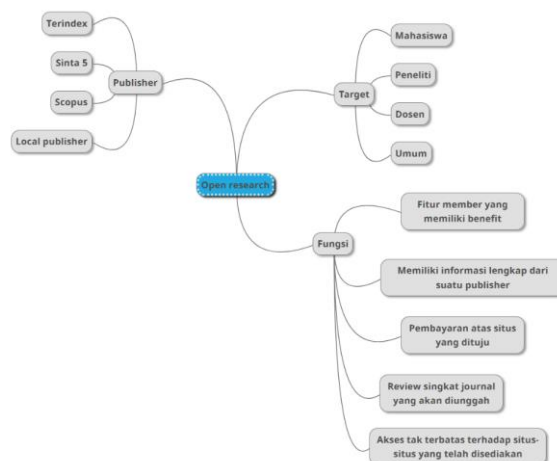 Terindex
Sinta 5
Scopus
Local publisher
Publisher
Open research
Target
Mahasiswa
Peneliti
Dosen
Umum
Fungsi
Fitur member yang
memiliki benefit
Memiliki informasi lengkap dari
suatu publisher
Pembayaran atas situs
yang dituju
Review singkat journal
yang akan diunggah
Akses tak terbatas terhadap situs-
situs yang telah disediakan